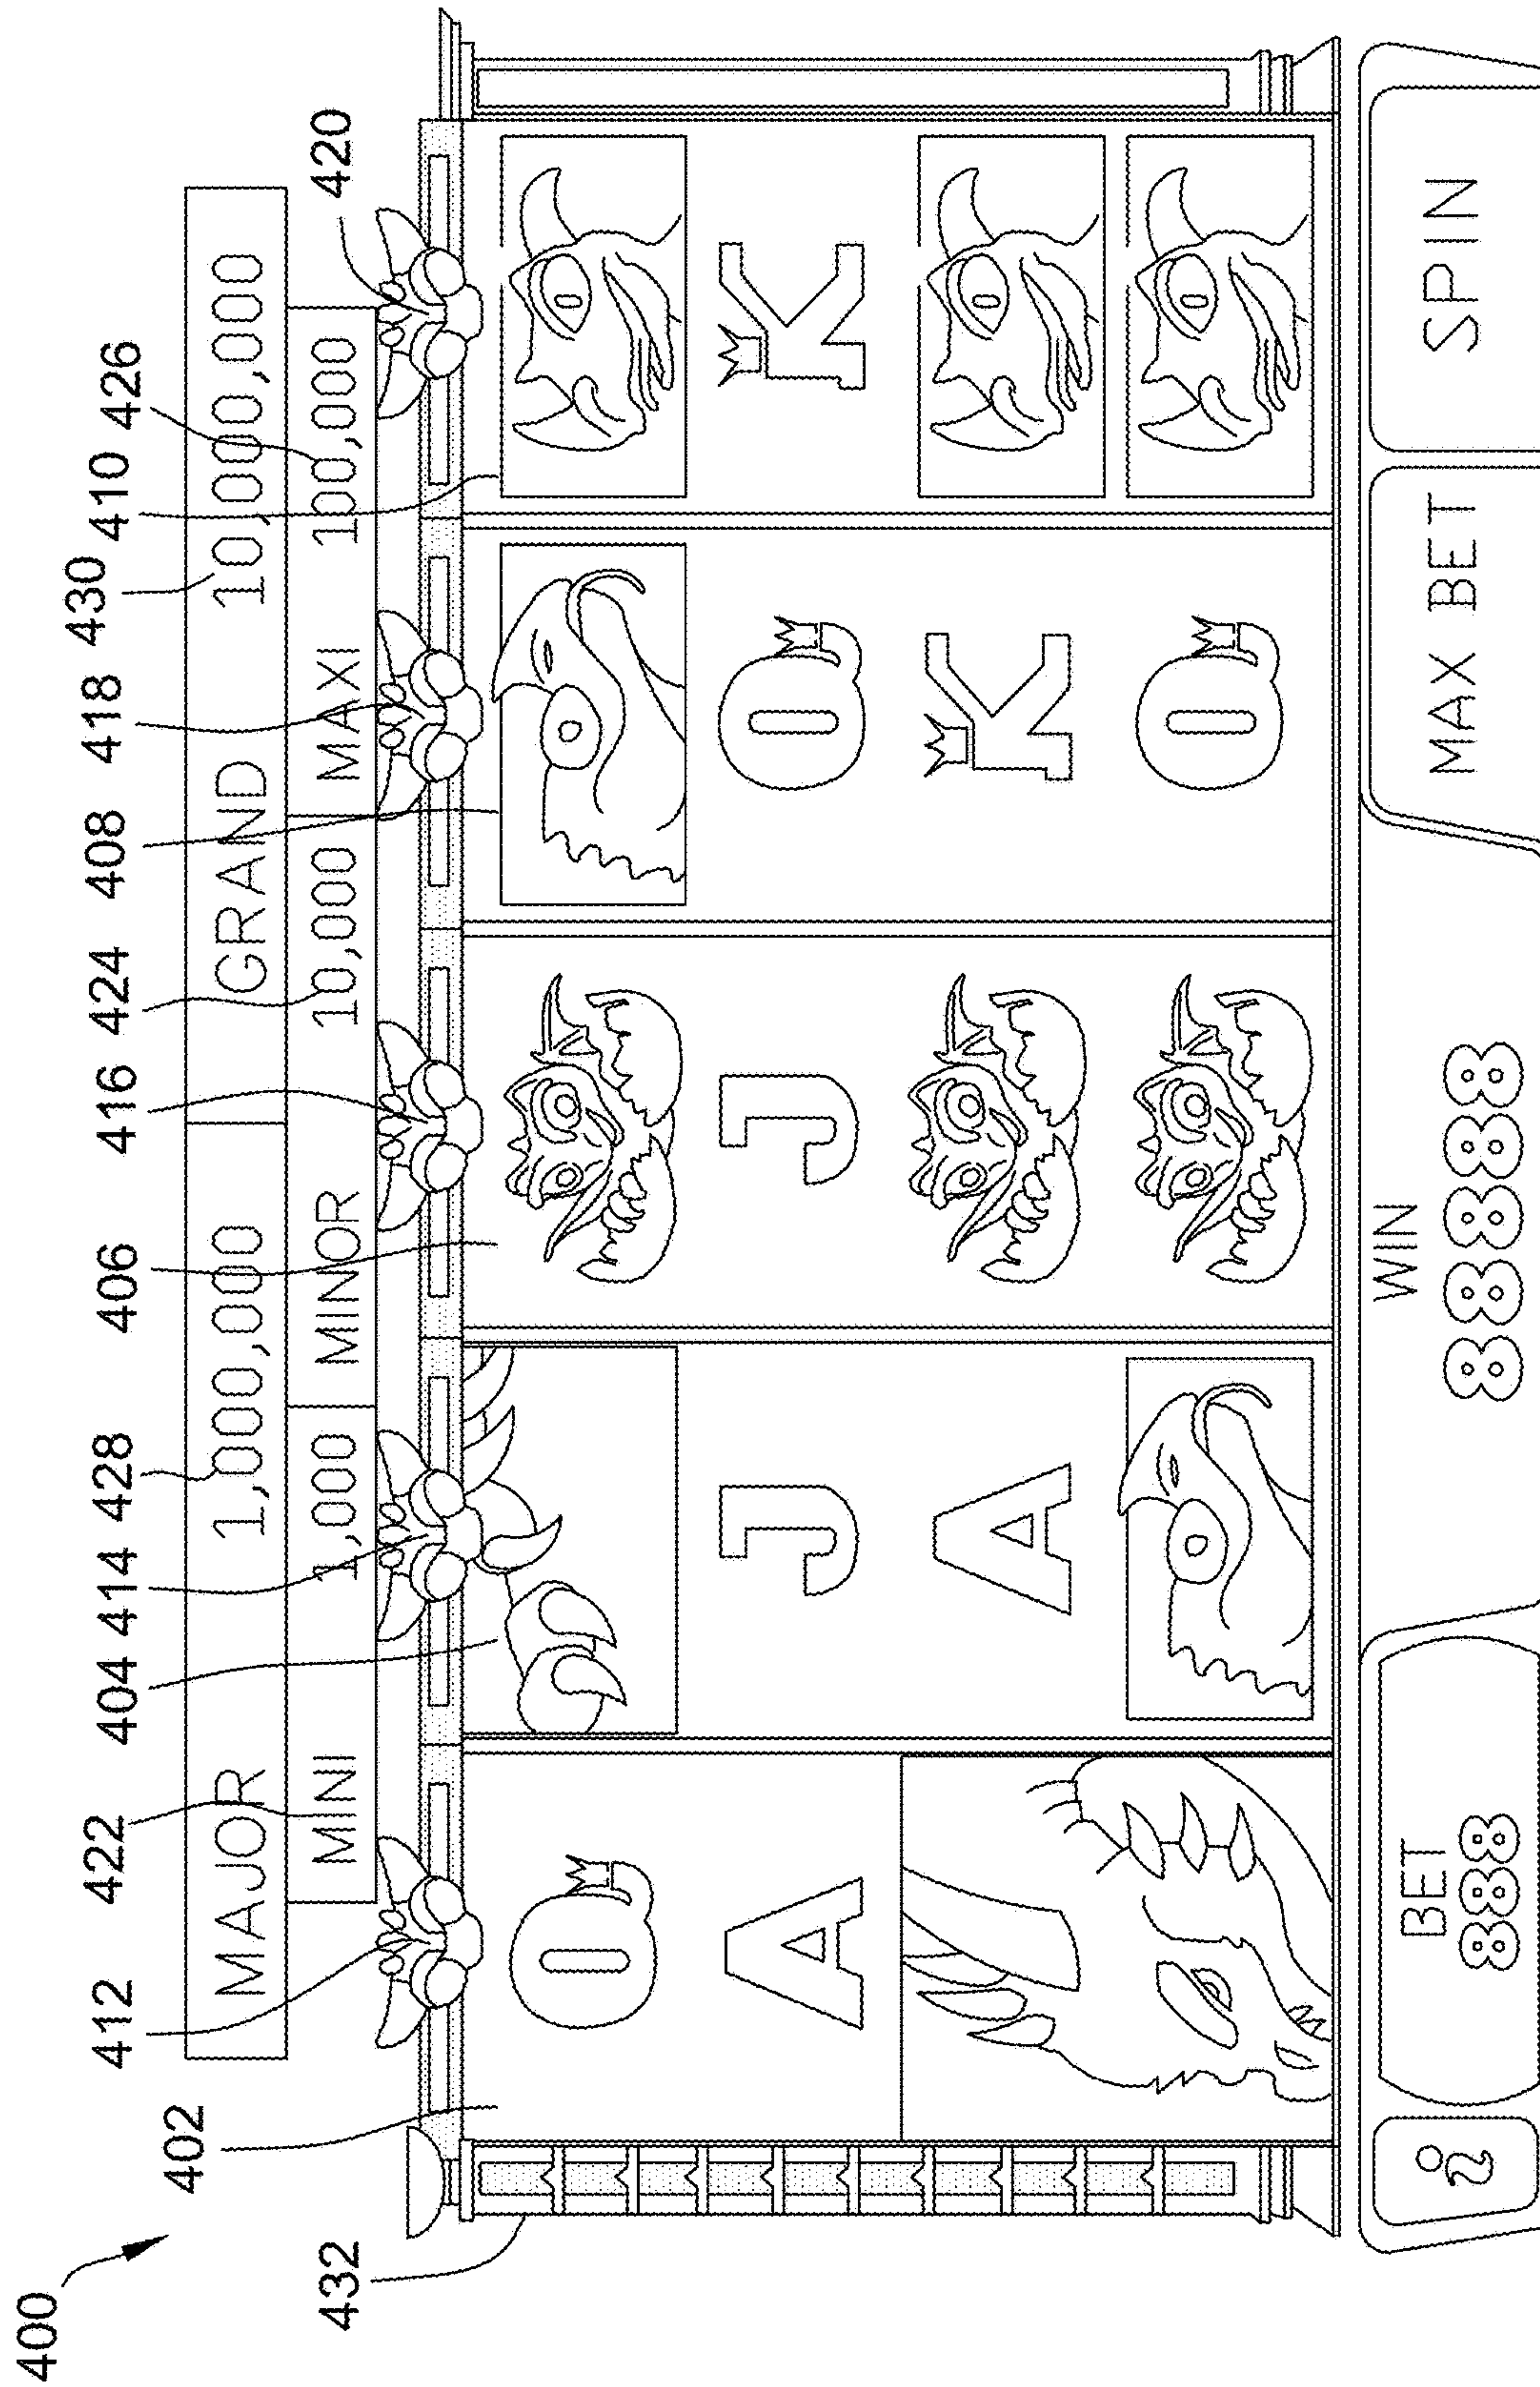 400
402
412 422 404 414 428 406 416 424 408 418 430 410 426
432
420
MAJOR 1,000,000 GRAND 10,000,000
MINI 1,000 MINOR 10,000 MAXI 100,000
Q
A J J Q K
A K
Q
i
BET
888
WIN
88888
MAX BET
SPIN